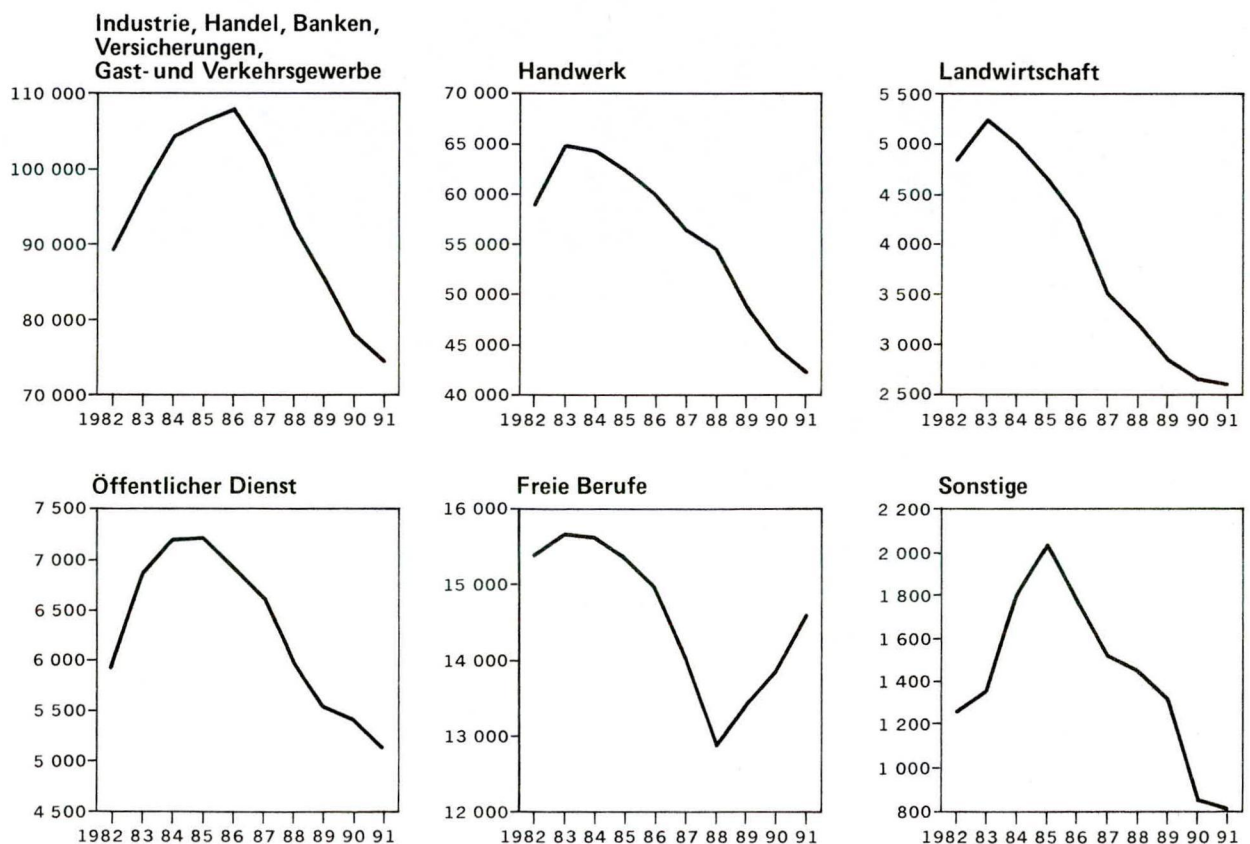 Industrie, Handel, Banken,
Versicherungen,
Gast- und Verkehrsgewerbe
110 000
100 000
90 000
80 000
70 000
1982 83 84 85 86 87 88 89 90 91
Handwerk
70 000
65 000
60 000
55 000
50 000
45 000
40 000
1982 83 84 85 86 87 88 89 90 91
Landwirtschaft
5 500
5 000
4 500
4 000
3 500
3 000
2 500
1982 83 84 85 86 87 88 89 90 91
Öffentlicher Dienst
7 500
7 000
6 500
6 000
5 500
5 000
4 500
1982 83 84 85 86 87 88 89 90 91
Freie Berufe
16 000
15 000
14 000
13 000
12 000
1982 83 84 85 86 87 88 89 90 91
Sonstige
2 200
2 000
1 800
1 600
1 400
1 200
1 000
800
1982 83 84 85 86 87 88 89 90 91